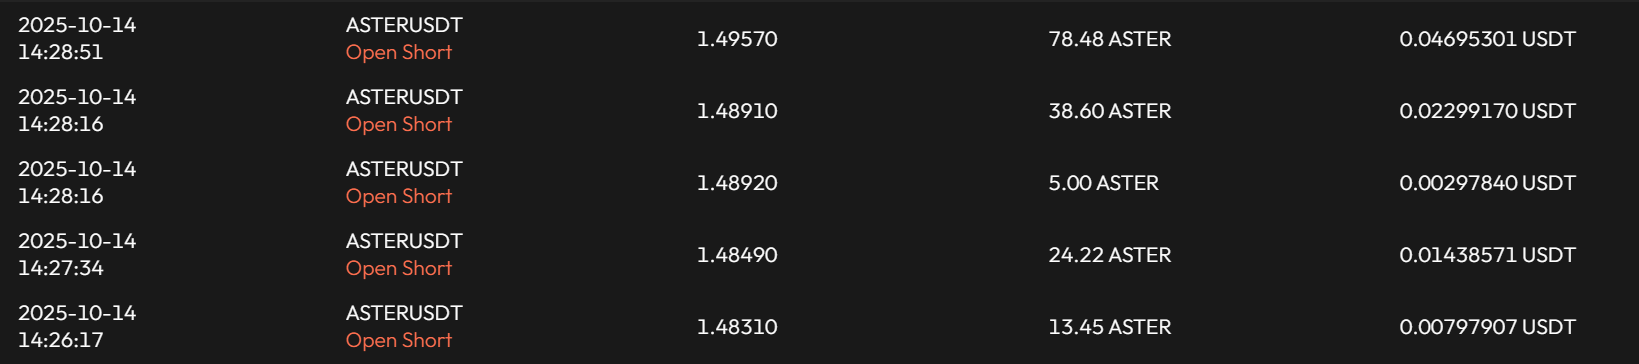 2025-10-14 ASTERUSDT
14:28:51 Open Short 1.49570 78.48 ASTER 0.04695301 USDT
2025-10-14 ASTERUSDT
14:28:16 Open Short 1.48910 38.60 ASTER 0.02299170 USDT
2025-10-14 ASTERUSDT
14:28:16 Open Short 1.48920 5.00 ASTER 0.00297840 USDT
2025-10-14 ASTERUSDT
14:27:34 Open Short 1.48490 24.22 ASTER 0.01438571 USDT
2025-10-14 ASTERUSDT
14:26:17 Open Short 1.48310 13.45 ASTER 0.00797907 USDT